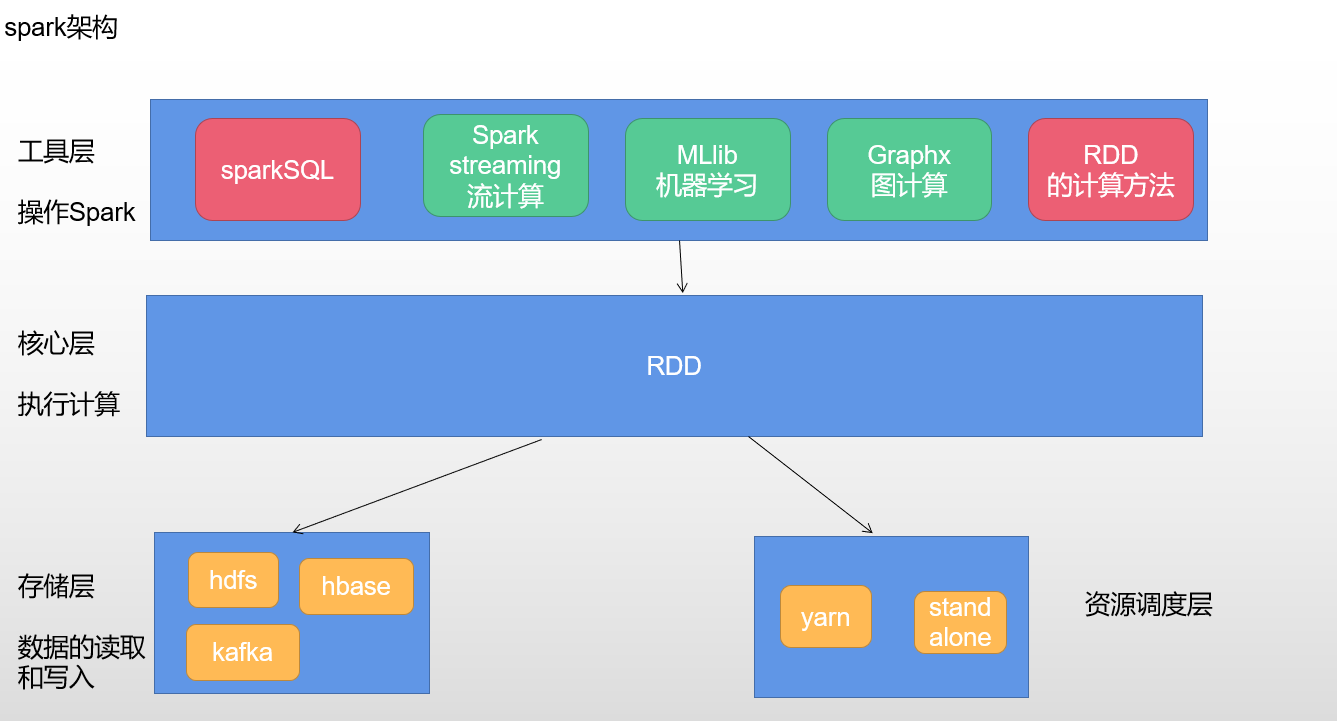 spark架构
工具层
操作Spark
sparkSQL
Spark
streaming
流计算
MLlib
机器学习
Graphx
图计算
RDD
的计算方法
核心层
执行计算
RDD
存储层
数据的读取
和写入
hdfs
hbase
kafka
yarn
stand
alone
资源调度层